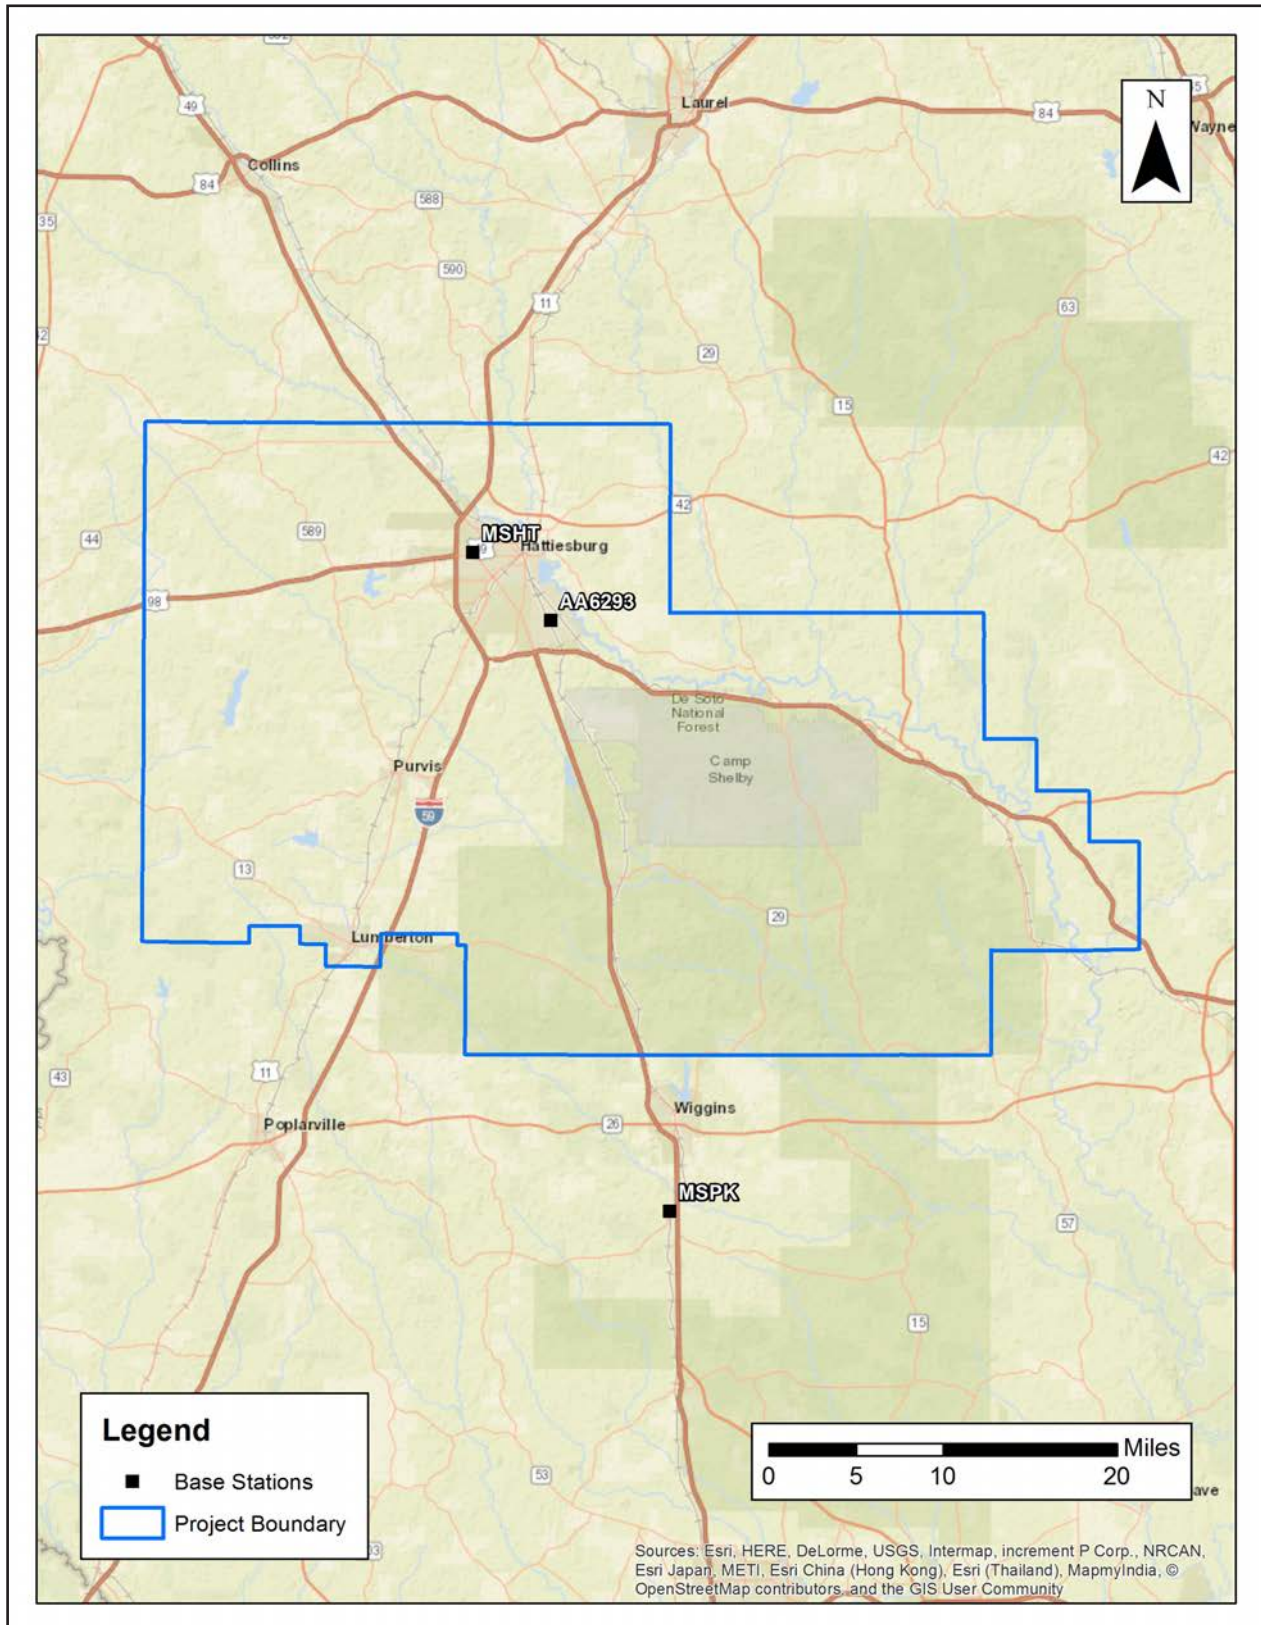 N
49
Laurel
84
Wayne
Collins
84
588
35
590
11
63
29
15
42
42
MSHT
Hattiesburg
589
44
98
AA6293
De Soto
National
Forest
Camp
Shelby
Purvis
59
13
29
Lumberton
11
43
Wiggins
26
Poplarville
MSPK
57
15
53
Legend
Base Stations
Project Boundary
Miles
0 5 10 20
ave
Sources: Esri, HERE, DeLorme, USGS, Intermap, increment P Corp., NRCAN,
Esri Japan, METI, Esri China (Hong Kong), Esri (Thailand), MapmyIndia, ©
OpenStreetMap contributors, and the GIS User Community